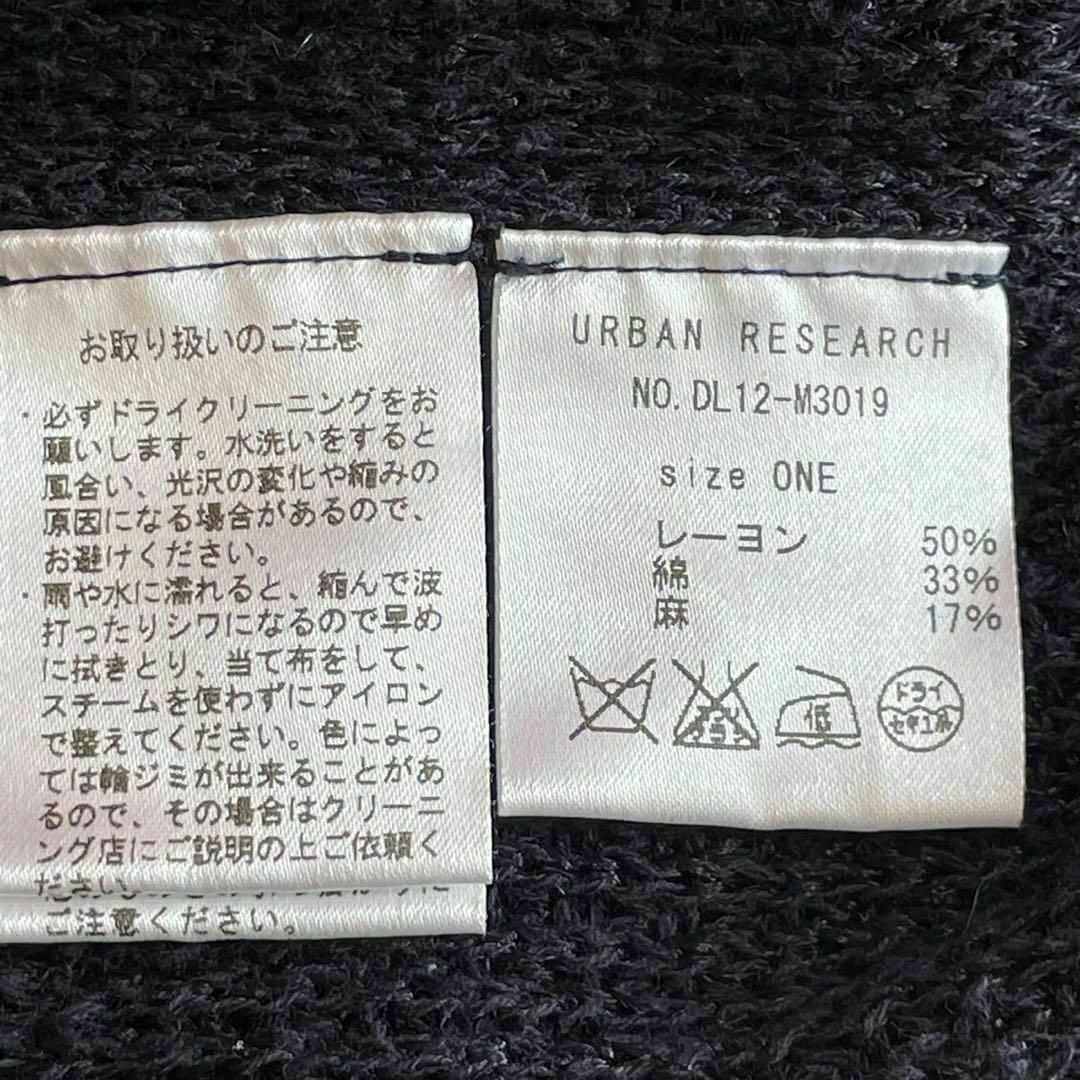 お取り扱いのご注意
・必ずドライクリーニングをお
願いします。水洗いをすると
風合い、光沢の変化や縮みの
原因になる場合があるので、
お避けください。
・雨や水に濡れると、縮んで波
打ったりシワになるので早め
に拭きとり、当て布をして、
スチームを使わずにアイロン
で整えてください。色によっ
ては輪ジミが出来ることがあ
るので、その場合はクリーニ
ング店にご説明の上ご依頼く
ださい。
ご注意ください。
URBAN RESEARCH
NO. DL12-M3019
size ONE
レーヨン 50%
綿 33%
麻 17%
エンソ
サラシ
低
ドライ
セキユ系